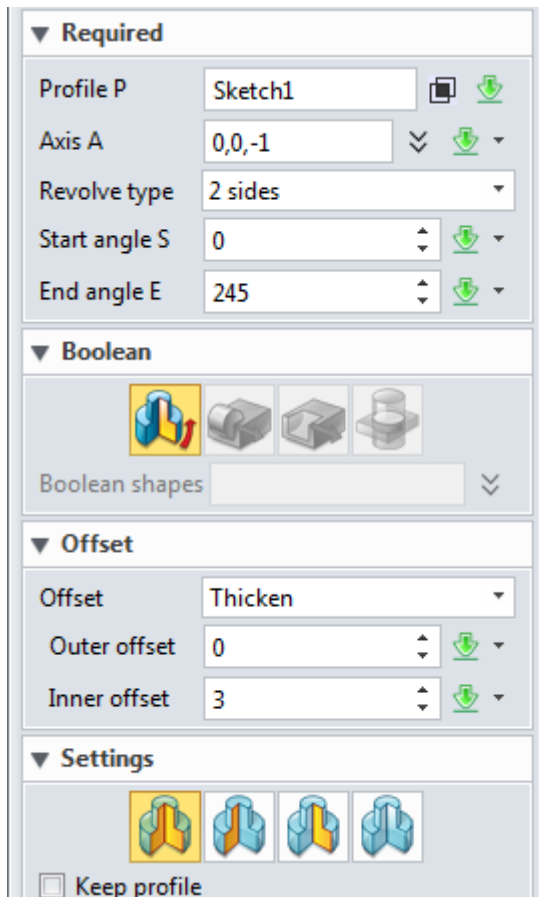 Required
Profile P Sketch1
Axis A 0,0,-1
Revolve type 2 sides
Start angle S 0
End angle E 245
Boolean
Boolean shapes
Offset
Offset Thicken
Outer offset 0
Inner offset 3
Settings
Keep profile